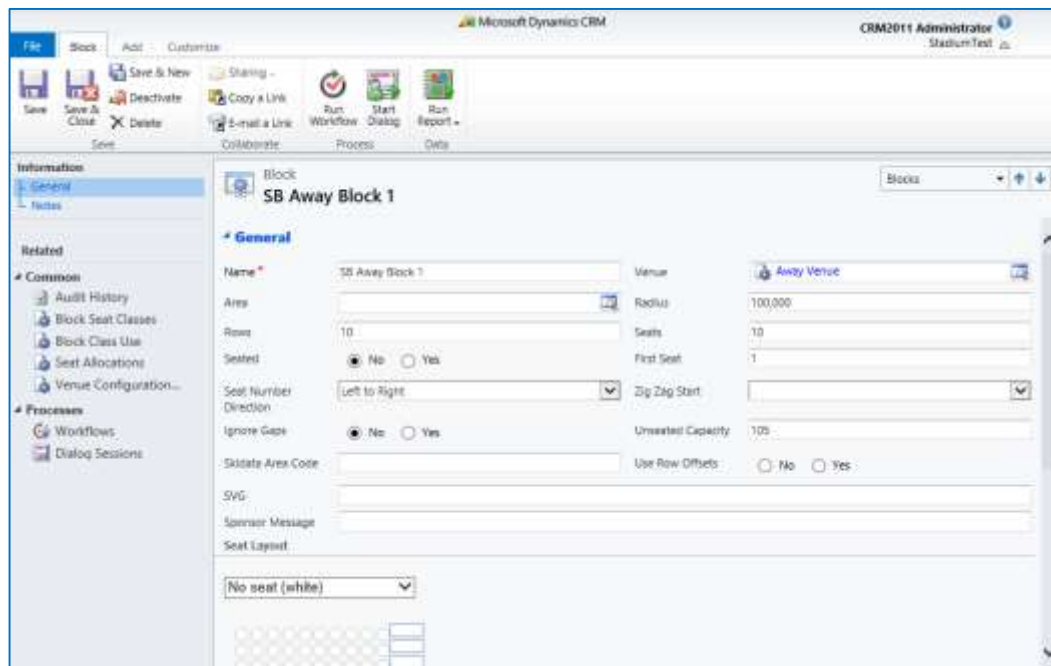 Microsoft Dynamics CRM
CRM2011 Administrator
StadiumTest
File Block Add Customize
Save
Save & Close
Save & New
Deactivate
Delete
Save
Sharing
Copy a Link
E-mail a Link
Collaborate
Run Workflow
Start Dialog
Process
Run Report
Data
Information
General
Notes
Related
Common
Audit History
Block Seat Classes
Block Class Use
Seat Allocations
Venue Configuration...
Processes
Workflows
Dialog Sessions
Block
SB Away Block 1
Blocks
General
Name * SB Away Block 1 Venue Away Venue
Area Radius 100,000
Rows 10 Seats 10
Seated No Yes First Seat 1
Seat Number Direction Left to Right Zig Zag Start
Ignore Gaps No Yes Unseated Capacity 105
Skidata Area Code Use Row Offsets No Yes
SVG
Sponsor Message
Seat Layout
No seat (white)